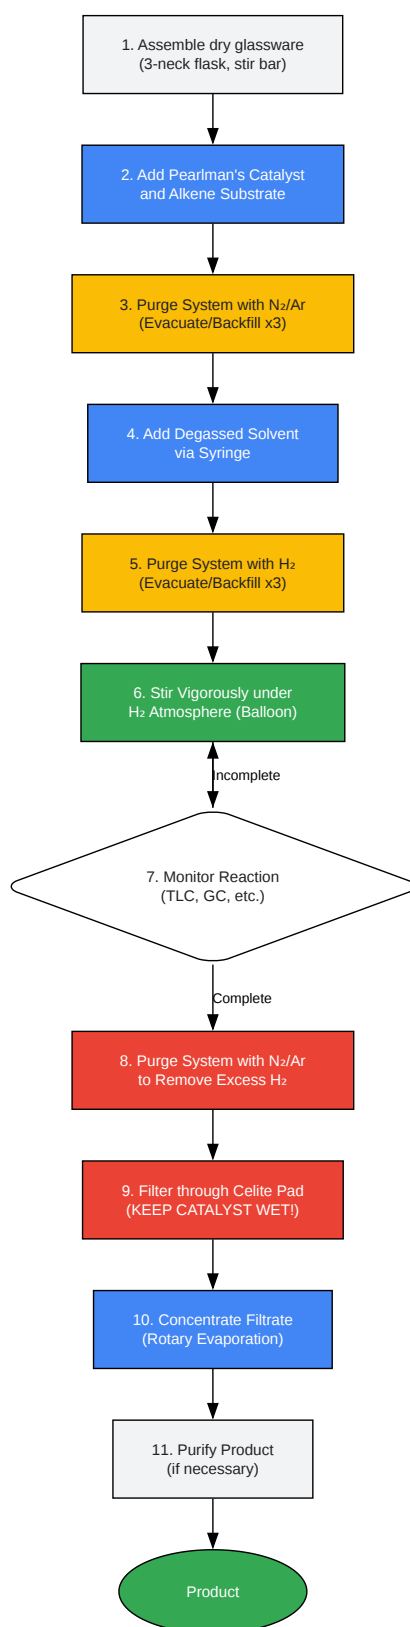 1. Assemble dry glassware
(3-neck flask, stir bar)
2. Add Pearlman's Catalyst
and Alkene Substrate
3. Purge System with N₂/Ar
(Evacuate/Backfill x3)
4. Add Degassed Solvent
via Syringe
5. Purge System with H₂
(Evacuate/Backfill x3)
6. Stir Vigorously under
H₂ Atmosphere (Balloon)
Incomplete
7. Monitor Reaction
(TLC, GC, etc.)
Complete
8. Purge System with N₂/Ar
to Remove Excess H₂
9. Filter through Celite Pad
(KEEP CATALYST WET!)
10. Concentrate Filtrate
(Rotary Evaporation)
11. Purify Product
(if necessary)
Product